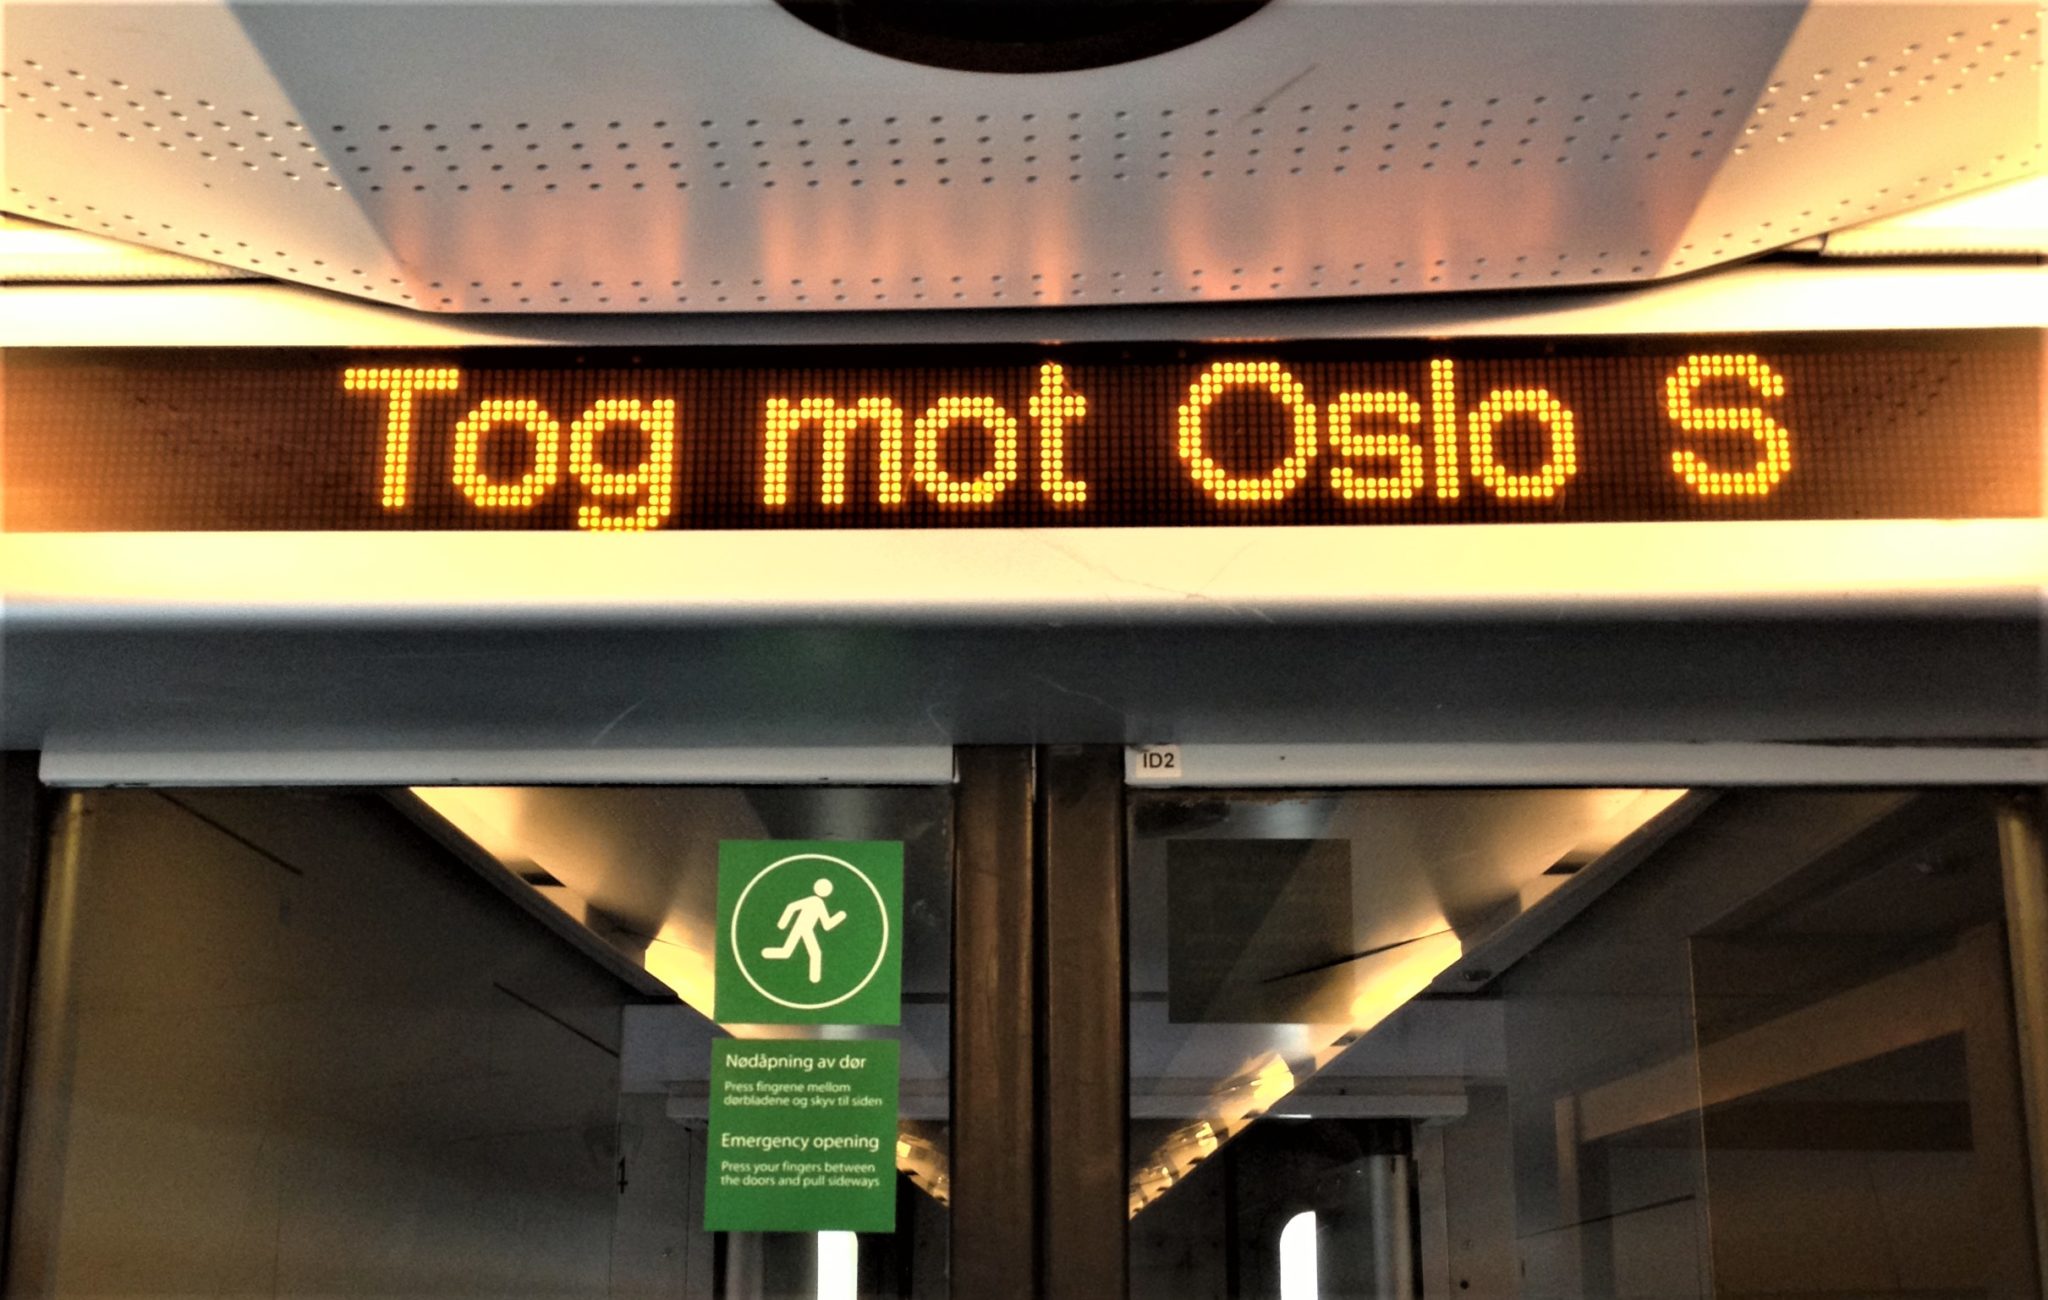 Tog mot Oslo S
ID2
Nødåpning av dør
Press fingrene mellom
dørbladene og skyv til siden
Emergency opening
Press your fingers between
the doors and pull sideways